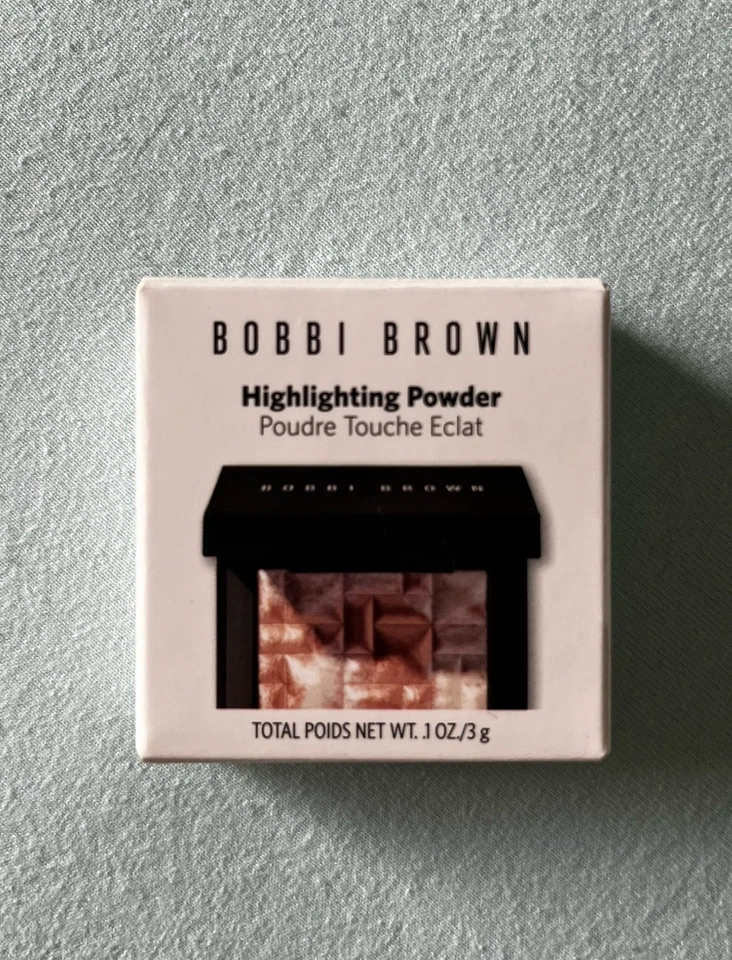 BOBBI BROWN
Highlighting Powder
Poudre Touche Eclat
BOBBI BROWN
TOTAL POIDS NET WT. .1 OZ./3 g